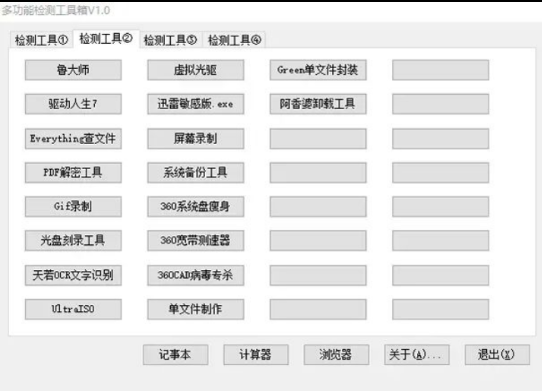 多功能检测工具箱V1.0
检测工具① 检测工具② 检测工具③ 检测工具④
鲁大师 虚拟光驱 Green单文件封装
驱动人生7 迅雷敏感版.exe 阿香婆卸载工具
Everything查文件 屏幕录制
PDF解密工具 系统备份工具
Gif录制 360系统盘瘦身
光盘刻录工具 360宽带测速器
天若OCR文字识别 360CAD病毒专杀
UltraISO 单文件制作
记事本 计算器 浏览器 关于(A)... 退出(X)